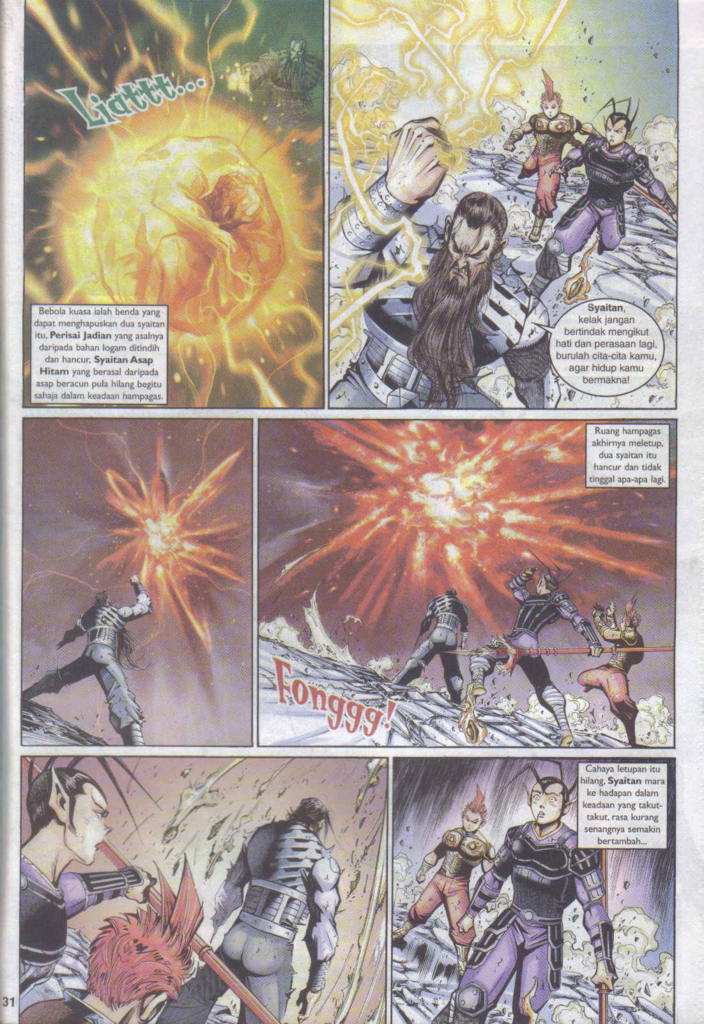 Liattt...
Bebola kuasa ialah benda yang
dapat menghapuskan dua syaitan
itu, Perisai Jadian yang asalnya
daripada bahan logam ditindih
dan hancur, Syaitan Asap
Hitam yang berasal daripada
asap beracun pula hilang begitu
sahaja dalam keadaan hampagas.
Syaitan,
kelak jangan
bertindak mengikut
hati dan perasaan lagi,
burulah cita-cita kamu,
agar hidup kamu
bermakna!
Ruang hampagas
akhirnya meletup,
dua syaitan itu
hancur dan tidak
tinggal apa-apa lagi.
Fonggg!
Cahaya letupan itu
hilang, Syaitan mara
ke hadapan dalam
keadaan yang takut-
takut, rasa kurang
senangnya semakin
bertambah...
31